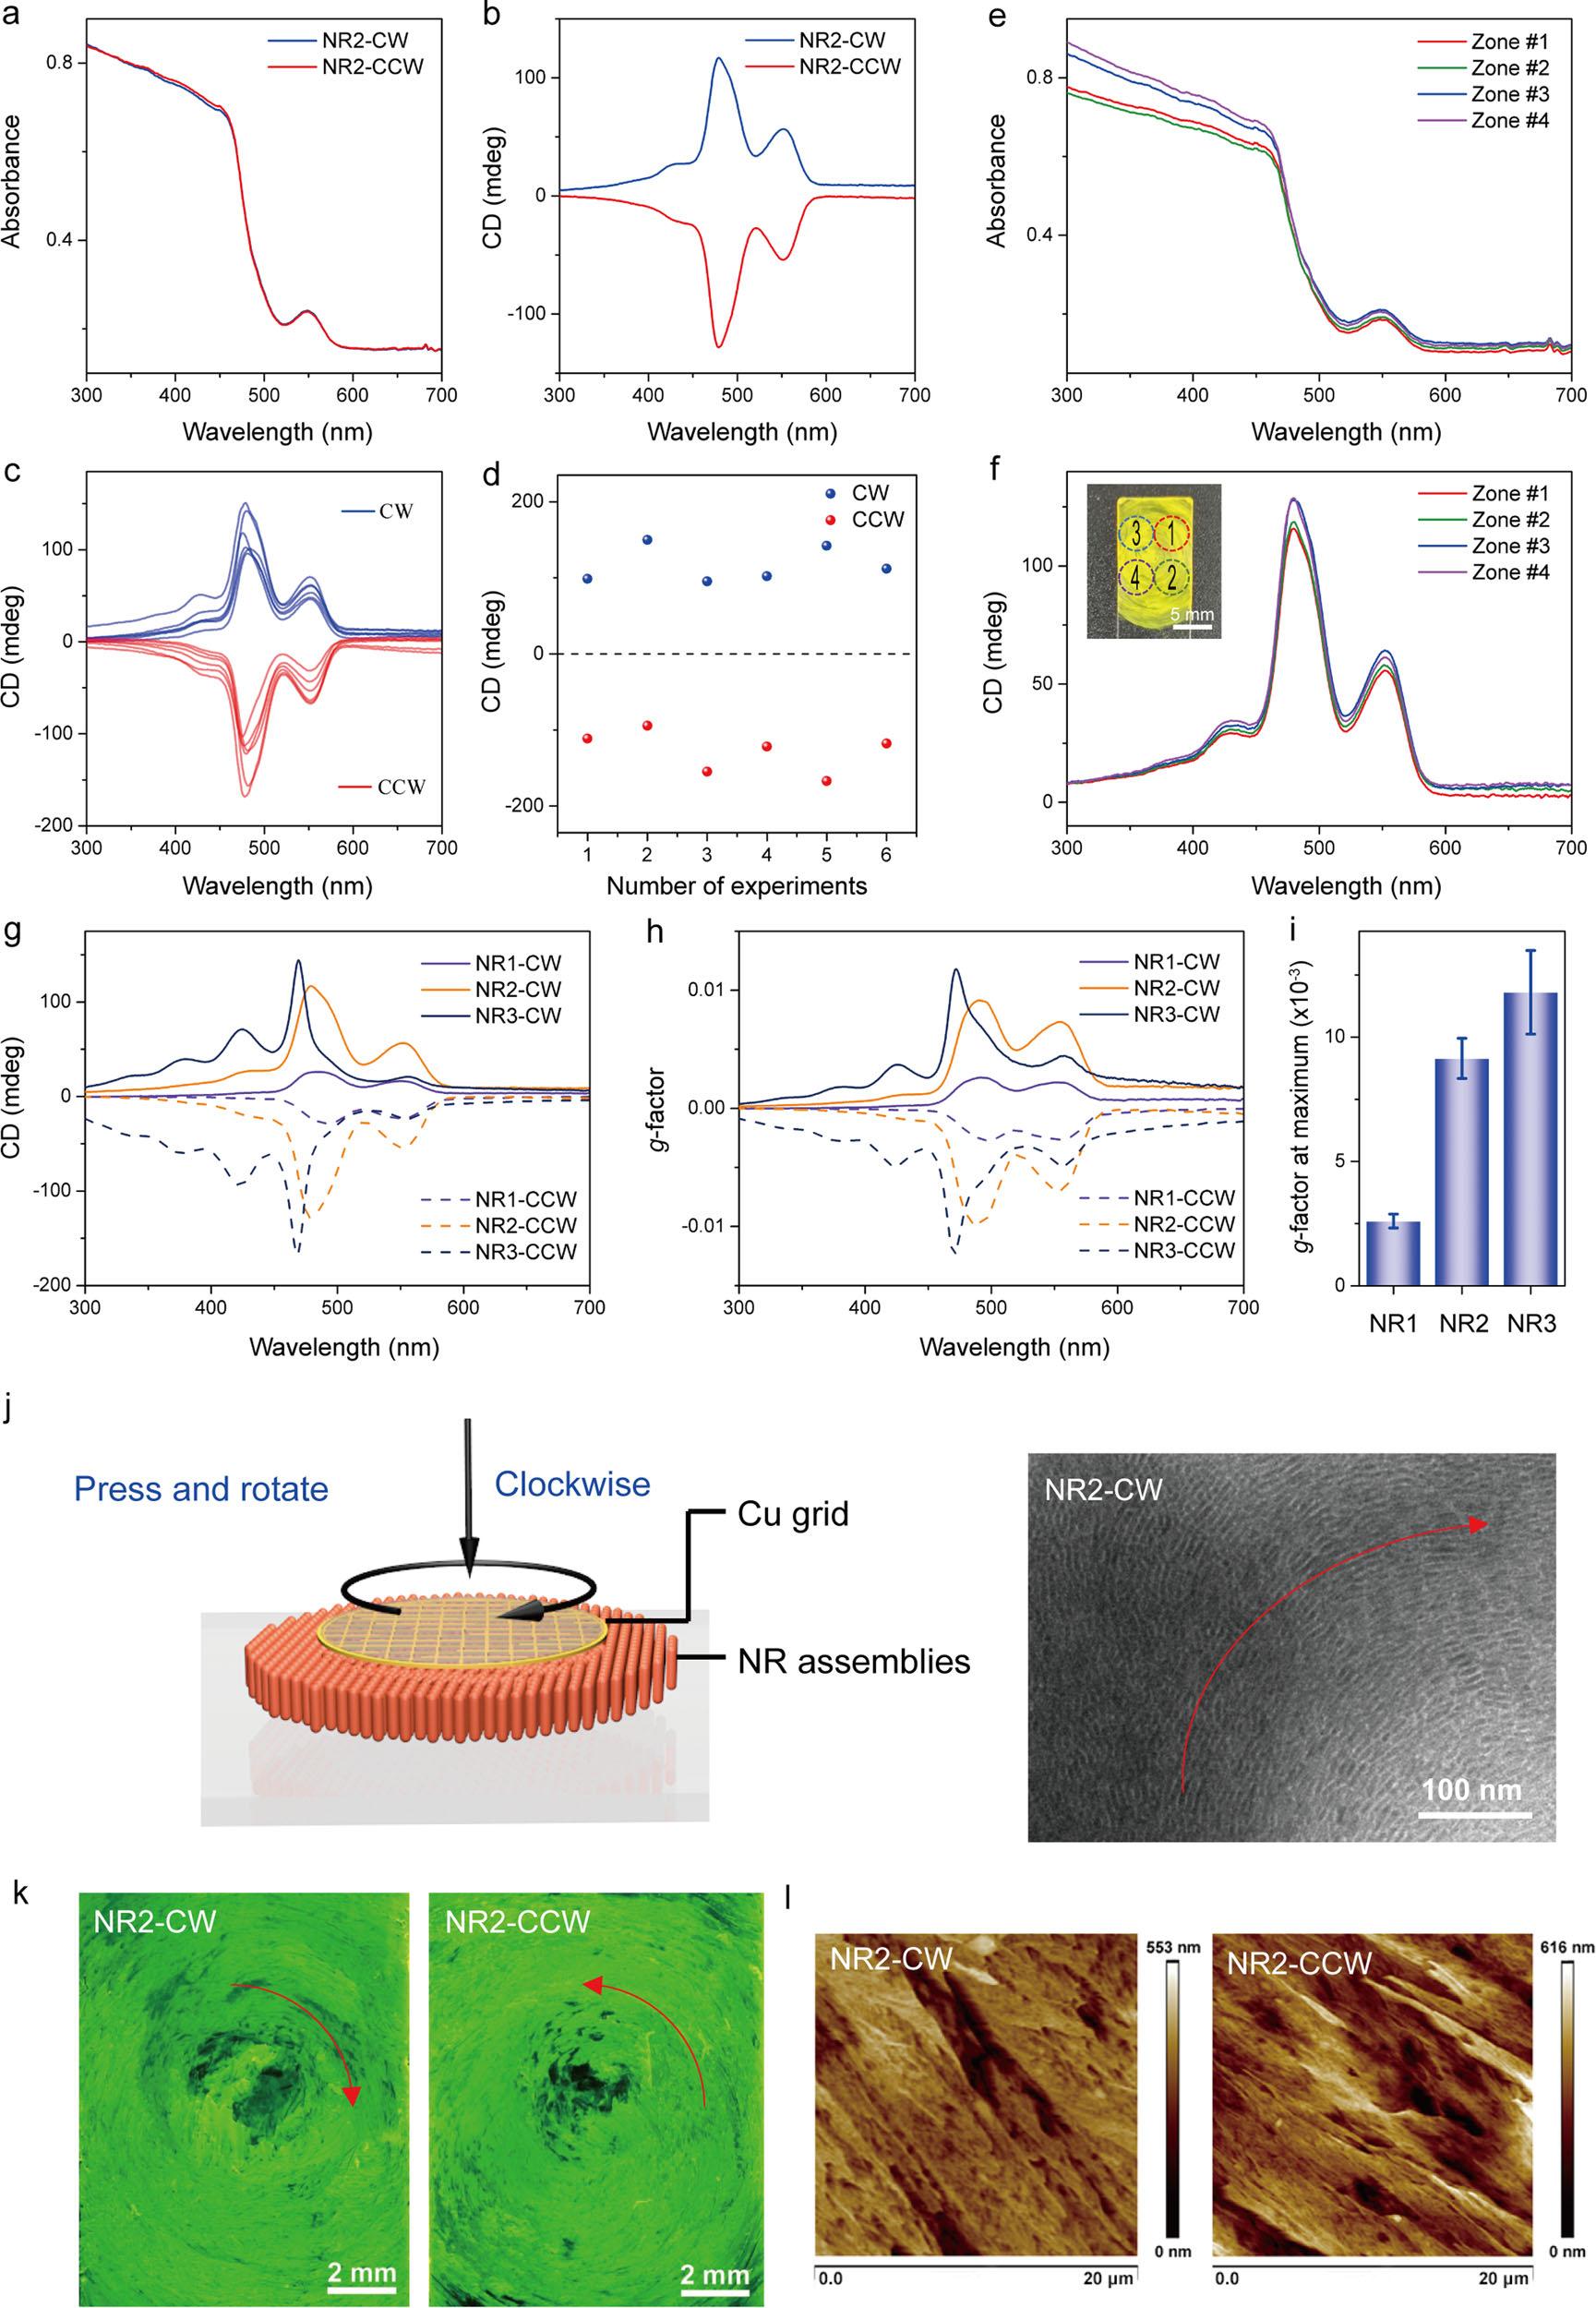 a
NR2-CW
NR2-CCW
0.8
0.4
Absorbance
300 400 500 600 700
Wavelength (nm)
b
NR2-CW
NR2-CCW
100
0
-100
CD (mdeg)
300 400 500 600 700
Wavelength (nm)
e
Zone #1
Zone #2
Zone #3
Zone #4
0.8
0.4
Absorbance
300 400 500 600 700
Wavelength (nm)
c
CW
CCW
100
0
-100
-200
CD (mdeg)
300 400 500 600 700
Wavelength (nm)
d
CW
CCW
200
0
-200
CD (mdeg)
1 2 3 4 5 6
Number of experiments
f
Zone #1
Zone #2
Zone #3
Zone #4
3 1
4 2
5 mm
100
50
0
CD (mdeg)
300 400 500 600 700
Wavelength (nm)
g
NR1-CW
NR2-CW
NR3-CW
NR1-CCW
NR2-CCW
NR3-CCW
100
0
-100
-200
CD (mdeg)
300 400 500 600 700
Wavelength (nm)
h
NR1-CW
NR2-CW
NR3-CW
NR1-CCW
NR2-CCW
NR3-CCW
0.01
0.00
-0.01
g-factor
300 400 500 600 700
Wavelength (nm)
i
g-factor at maximum (x10⁻³)
10
5
0
NR1 NR2 NR3
j
Press and rotate
Clockwise
Cu grid
NR assemblies
NR2-CW
100 nm
k
NR2-CW
2 mm
NR2-CCW
2 mm
l
NR2-CW
553 nm
0 nm
0.0 20 µm
NR2-CCW
616 nm
0 nm
0.0 20 µm